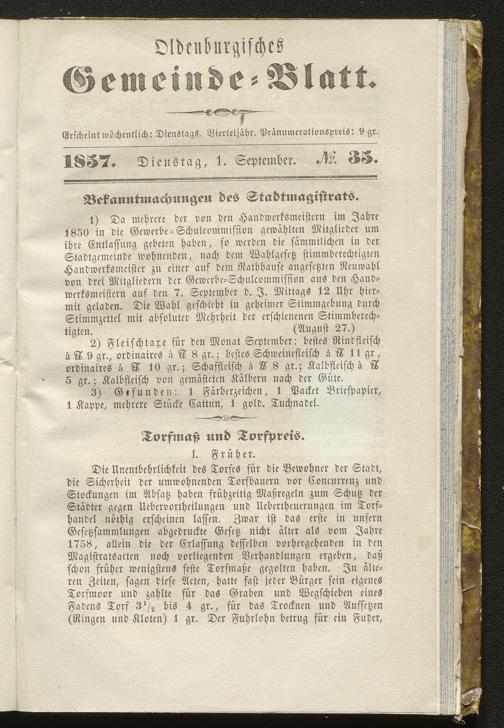 Oldenburgisches
Gemeinde-Blatt.
Erscheint wöchentlich: Dienstags. Vierteljähr. Pränumerationspreis: 9 gr.
1857. Dienstag, 1. September. № 35.
Bekanntmachungen des Stadtmagistrats.
1) Da mehrere der von den Handwerksmeistern im Jahre
1850 in die Gewerbe-Schulcommission gewählten Mitglieder um
ihre Entlassung gebeten haben, so werden die sämmtlichen in der
Stadtgemeinde wohnenden, nach dem Wahlgesetz stimmberechtigten
Handwerksmeister zu einer auf dem Rathhause angesetzten Neuwahl
von drei Mitgliedern der Gewerbe-Schulcommission aus den Hand-
werksmeistern auf den 7. September d. J. Mittags 12 Uhr hier-
mit geladen. Die Wahl geschieht in geheimer Stimmgebung durch
Stimmzettel mit absoluter Mehrheit der erschienenen Stimmberech-
tigten. (August 27.)
2) Fleischtaxe für den Monat September: bestes Rindfleisch
à ℔ 9 gr., ordinaires à ℔ 8 gr.; bestes Schweinefleisch à ℔ 11 gr.,
ordinaires à ℔ 10 gr.; Schaffleisch à ℔ 8 gr.; Kalbfleisch à ℔
5 gr.; Kalbfleisch von gemästeten Kälbern nach der Güte.
3) Gefunden: 1 Färberzeichen, 1 Packet Briefpapier,
1 Kappe, mehrere Stücke Cattun, 1 gold. Tuchnadel.
Torfmaß und Torfpreis.
I. Früher.
Die Unentbehrlichkeit des Torfes für die Bewohner der Stadt,
die Sicherheit der umwohnenden Torfbauern vor Concurrenz und
Stockungen im Absatz haben frühzeitig Maßregeln zum Schutz der
Städter gegen Uebervortheilungen und Uebertheuerungen im Torf-
handel nöthig erscheinen lassen. Zwar ist das erste in unsern
Gesetzsammlungen abgedruckte Gesetz nicht älter als vom Jahre
1758, allein die der Erlassung desselben vorhergehenden in den
Magistratsacten noch vorliegenden Verhandlungen ergeben, daß
schon früher wenigstens feste Torfmaße gegolten haben. In älte-
ren Zeiten, sagen diese Acten, hatte fast jeder Bürger sein eigenes
Torfmoor und zahlte für das Graben und Wegschieben eines
Fadens Torf 3½ bis 4 gr., für das Trocknen und Aufsetzen
(Ringen und Kloten) 1 gr. Der Fuhrlohn betrug für ein Fuder,